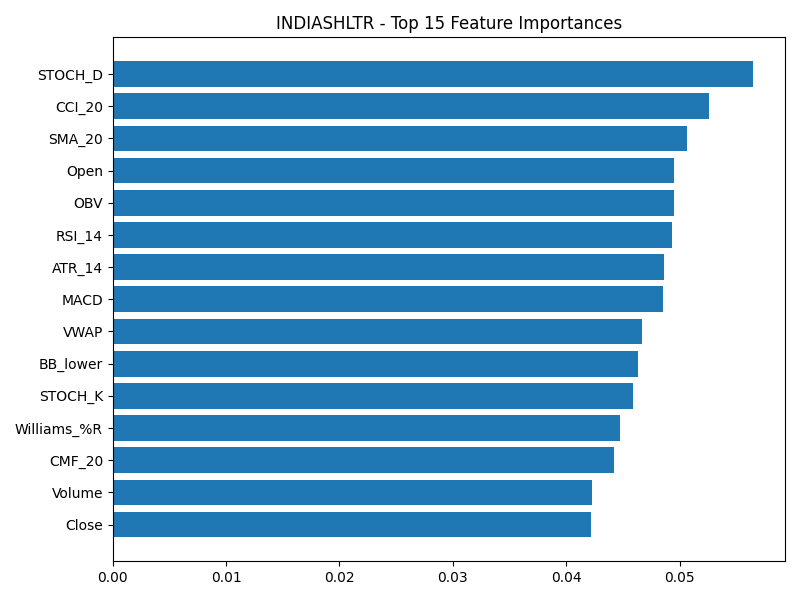 INDIASHLTR - Top 15 Feature Importances
STOCH_D
CCI_20
SMA_20
Open
OBV
RSI_14
ATR_14
MACD
VWAP
BB_lower
STOCH_K
Williams_%R
CMF_20
Volume
Close
0.00 0.01 0.02 0.03 0.04 0.05